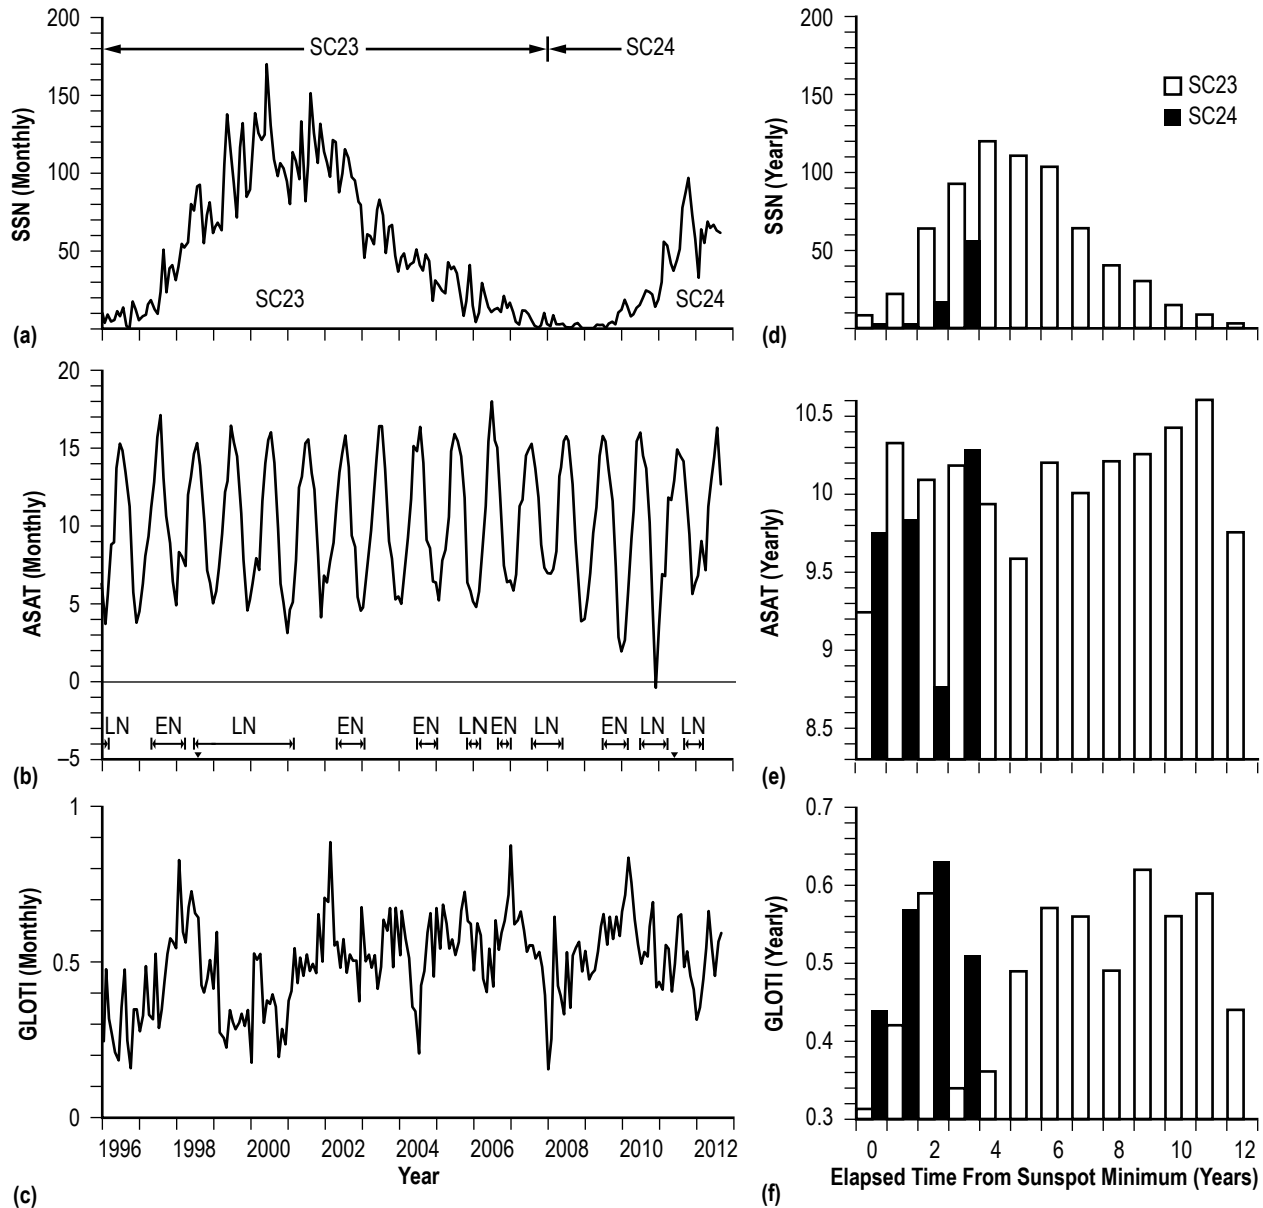 200
150
100
50
SSN (Monthly)
SC23
SC24
SC23
SC24
(a)
200
150
100
50
SSN (Yearly)
SC23
SC24
(d)
20
15
10
5
0
–5
ASAT (Monthly)
LN EN LN EN EN LN EN LN EN LN LN
(b)
10.5
10
9.5
9
8.5
ASAT (Yearly)
(e)
1
0.5
0
GLOTI (Monthly)
1996 1998 2000 2002 2004 2006 2008 2010 2012
Year
(c)
0.7
0.6
0.5
0.4
0.3
GLOTI (Yearly)
0 2 4 6 8 10 12
Elapsed Time From Sunspot Minimum (Years)
(f)